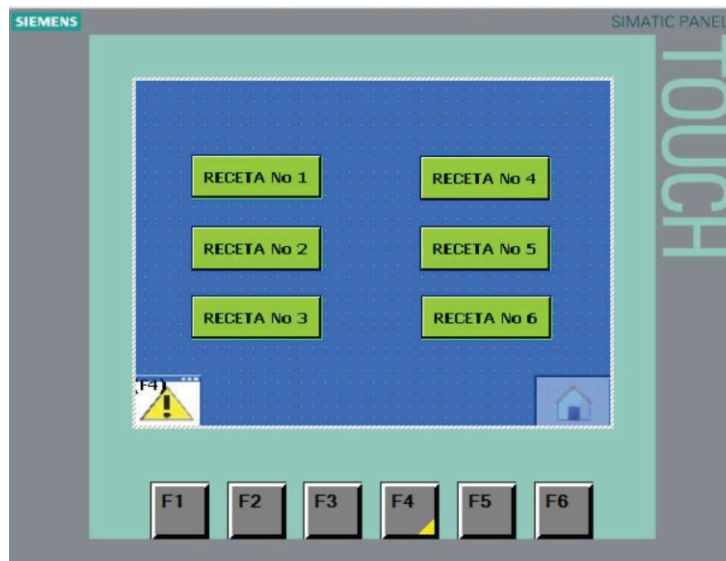 SIEMENS
SIMATIC PANEL
TOUCH
RECETA No 1
RECETA No 4
RECETA No 2
RECETA No 5
RECETA No 3
RECETA No 6
(F4)
F1 F2 F3 F4 F5 F6